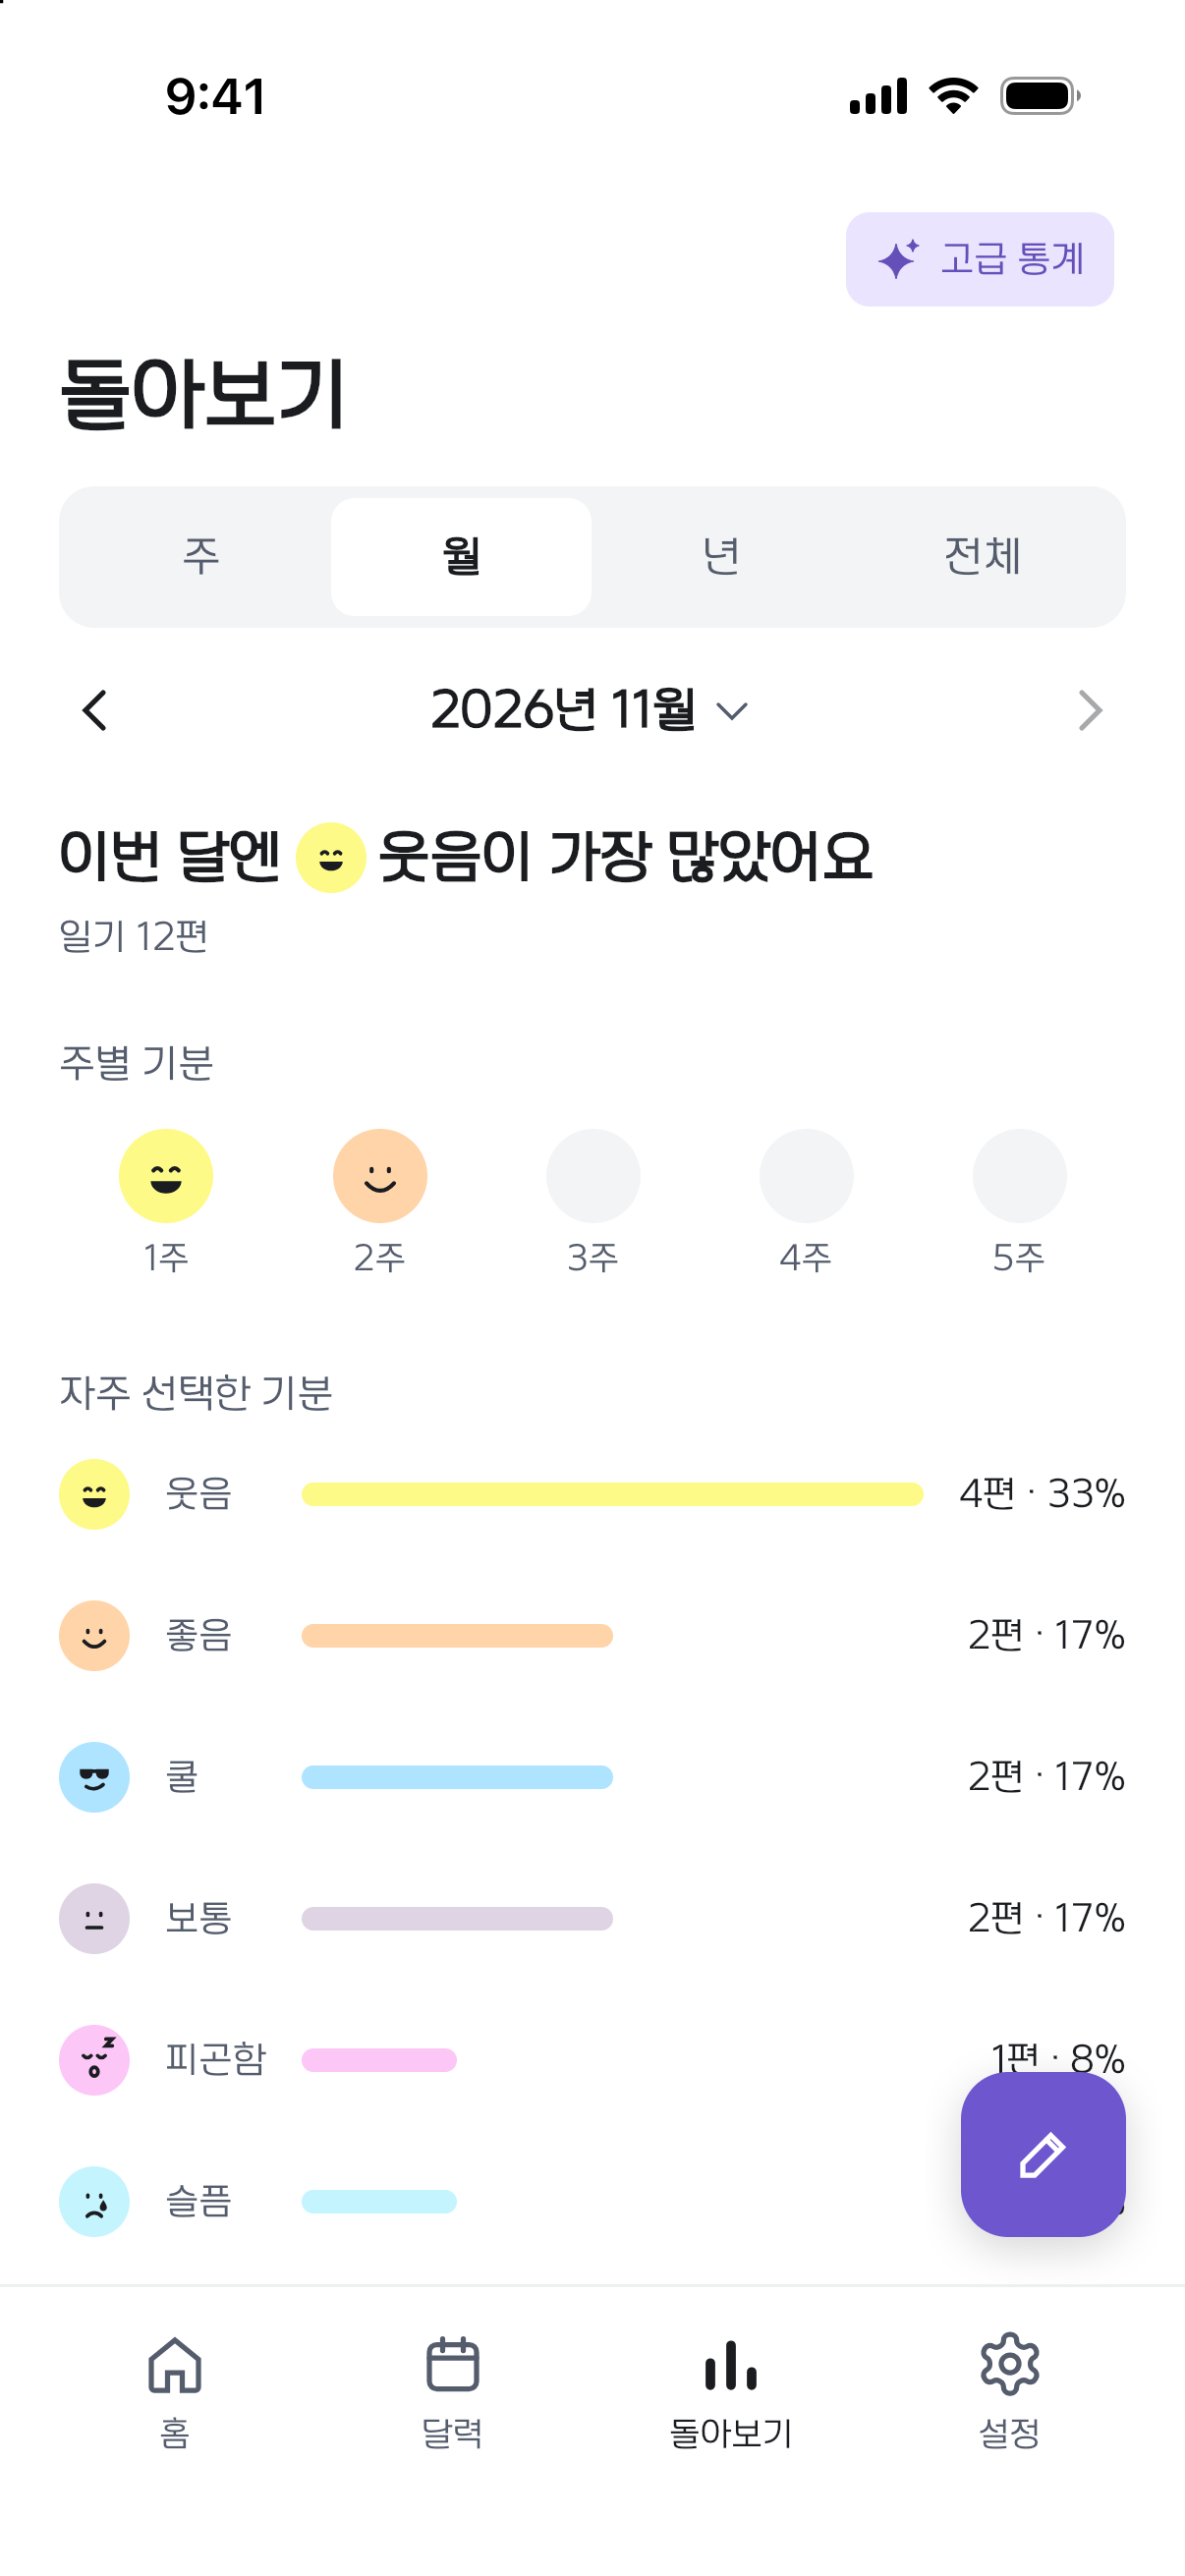 9:41
고급 통계
돌아보기
주 월 년 전체
2026년 11월
이번 달엔 웃음이 가장 많았어요
일기 12편
주별 기분
1주 2주 3주 4주 5주
자주 선택한 기분
웃음 4편 · 33%
좋음 2편 · 17%
쿨 2편 · 17%
보통 2편 · 17%
피곤함 1편 · 8%
슬픔
홈 달력 돌아보기 설정